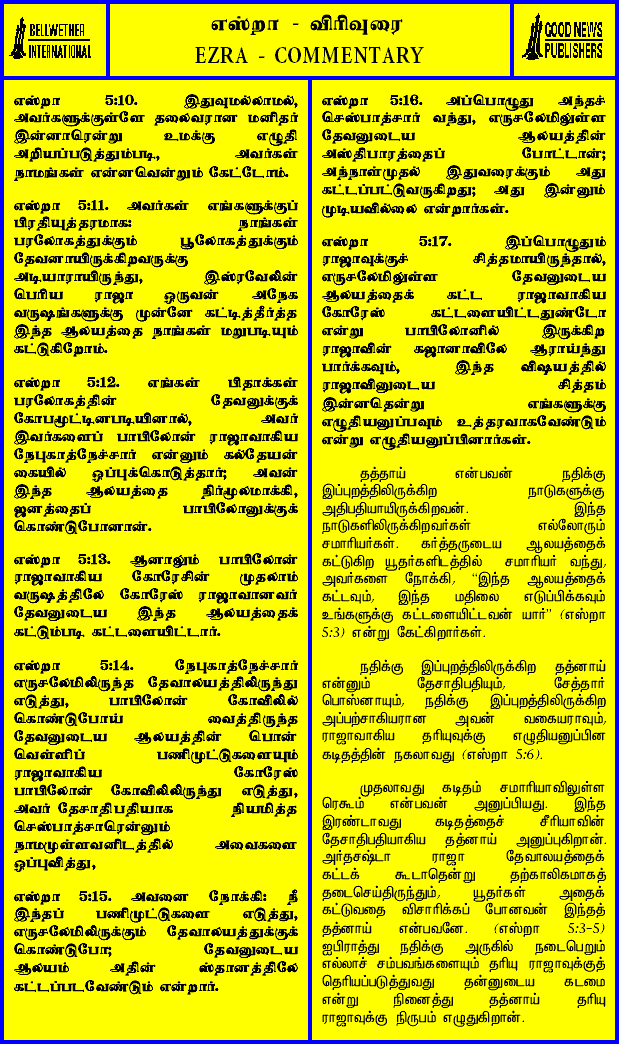 BELLWETHER
INTERNATIONAL
எஸ்றா - விரிவுரை
EZRA - COMMENTARY
GOOD NEWS
PUBLISHERS
எஸ்றா 5:10. இதுவுமல்லாமல்,
அவர்களுக்குள்ளே தலைவரான மனிதர்
இன்னாரென்று உமக்கு எழுதி
அறியப்படுத்தும்படி, அவர்கள்
நாமங்கள் என்னவென்றும் கேட்டோம்.
எஸ்றா 5:11. அவர்கள் எங்களுக்குப்
பிரதியுத்தரமாக: நாங்கள்
பரலோகத்துக்கும் பூலோகத்துக்கும்
தேவனாயிருக்கிறவருக்கு
அடியாராயிருந்து, இஸ்ரவேலின்
பெரிய ராஜா ஒருவன் அநேக
வருஷங்களுக்கு முன்னே கட்டித்தீர்த்த
இந்த ஆலயத்தை நாங்கள் மறுபடியும்
கட்டுகிறோம்.
எஸ்றா 5:12. எங்கள் பிதாக்கள்
பரலோகத்தின் தேவனுக்குக்
கோபமூட்டினபடியினால், அவர்
இவர்களைப் பாபிலோன் ராஜாவாகிய
நேபுகாத்நேச்சார் என்னும் கல்தேயன்
கையில் ஒப்புக்கொடுத்தார்; அவன்
இந்த ஆலயத்தை நிர்மூலமாக்கி,
ஜனத்தைப் பாபிலோனுக்குக்
கொண்டுபோனான்.
எஸ்றா 5:13. ஆனாலும் பாபிலோன்
ராஜாவாகிய கோரேசின் முதலாம்
வருஷத்திலே கோரேஸ் ராஜாவானவர்
தேவனுடைய இந்த ஆலயத்தைக்
கட்டும்படி கட்டளையிட்டார்.
எஸ்றா 5:14. நேபுகாத்நேச்சார்
எருசலேமிலிருந்த தேவாலயத்திலிருந்து
எடுத்து, பாபிலோன் கோவிலில்
கொண்டுபோய் வைத்திருந்த
தேவனுடைய ஆலயத்தின் பொன்
வெள்ளிப் பணிமுட்டுகளையும்
ராஜாவாகிய கோரேஸ்
பாபிலோன் கோவிலிலிருந்து எடுத்து,
அவர் தேசாதிபதியாக நியமித்த
செஸ்பாத்சாரென்னும்
நாமமுள்ளவனிடத்தில் அவைகளை
ஒப்புவித்து,
எஸ்றா 5:15. அவனை நோக்கி: நீ
இந்தப் பணிமுட்டுகளை எடுத்து,
எருசலேமிலிருக்கும் தேவாலயத்துக்குக்
கொண்டுபோ; தேவனுடைய
ஆலயம் அதின் ஸ்தானத்திலே
கட்டப்படவேண்டும் என்றார்.
எஸ்றா 5:16. அப்பொழுது அந்தச்
செஸ்பாத்சார் வந்து, எருசலேமிலுள்ள
தேவனுடைய ஆலயத்தின்
அஸ்திபாரத்தைப் போட்டான்;
அந்நாள்முதல் இதுவரைக்கும் அது
கட்டப்பட்டுவருகிறது; அது இன்னும்
முடியவில்லை என்றார்கள்.
எஸ்றா 5:17. இப்பொழுதும்
ராஜாவுக்குச் சித்தமாயிருந்தால்,
எருசலேமிலுள்ள தேவனுடைய
ஆலயத்தைக் கட்ட ராஜாவாகிய
கோரேஸ் கட்டளையிட்டதுண்டோ
என்று பாபிலோனில் இருக்கிற
ராஜாவின் கஜானாவிலே ஆராய்ந்து
பார்க்கவும், இந்த விஷயத்தில்
ராஜாவினுடைய சித்தம்
இன்னதென்று எங்களுக்கு
எழுதியனுப்பவும் உத்தரவாகவேண்டும்
என்று எழுதியனுப்பினார்கள்.
தத்தாய் என்பவன் நதிக்கு
இப்புறத்திலிருக்கிற நாடுகளுக்கு
அதிபதியாயிருக்கிறவன். இந்த
நாடுகளிலிருக்கிறவர்கள் எல்லோரும்
சமாரியர்கள். கர்த்தருடைய ஆலயத்தைக்
கட்டுகிற யூதர்களிடத்தில் சமாரியர் வந்து,
அவர்களை நோக்கி, "இந்த ஆலயத்தைக்
கட்டவும், இந்த மதிலை எடுப்பிக்கவும்
உங்களுக்கு கட்டளையிட்டவன் யார்" (எஸ்றா
5:3) என்று கேட்கிறார்கள்.
நதிக்கு இப்புறத்திலிருக்கிற தத்னாய்
என்னும் தேசாதிபதியும், சேத்தார்
பொஸ்னாயும், நதிக்கு இப்புறத்திலிருக்கிற
அப்பற்சாகியரான அவன் வகையராவும்,
ராஜாவாகிய தரியுவுக்கு எழுதியனுப்பின
கடிதத்தின் நகலாவது (எஸ்றா 5:6).
முதலாவது கடிதம் சமாரியாவிலுள்ள
ரெகூம் என்பவன் அனுப்பியது. இந்த
இரண்டாவது கடிதத்தைச் சீரியாவின்
தேசாதிபதியாகிய தத்னாய் அனுப்புகிறான்.
அர்தசஷ்டா ராஜா தேவாலயத்தைக்
கட்டக் கூடாதென்று தற்காலிகமாகத்
தடைசெய்திருந்தும், யூதர்கள் அதைக்
கட்டுவதை விசாரிக்கப் போனவன் இந்தத்
தத்னாய் என்பவனே. (எஸ்றா 5:3-5)
ஐபிராத்து நதிக்கு அருகில் நடைபெறும்
எல்லாச் சம்பவங்களையும் தரியு ராஜாவுக்குத்
தெரியப்படுத்துவது தன்னுடைய கடமை
என்று நினைத்து தத்னாய் தரியு
ராஜாவுக்கு நிருபம் எழுதுகிறான்.